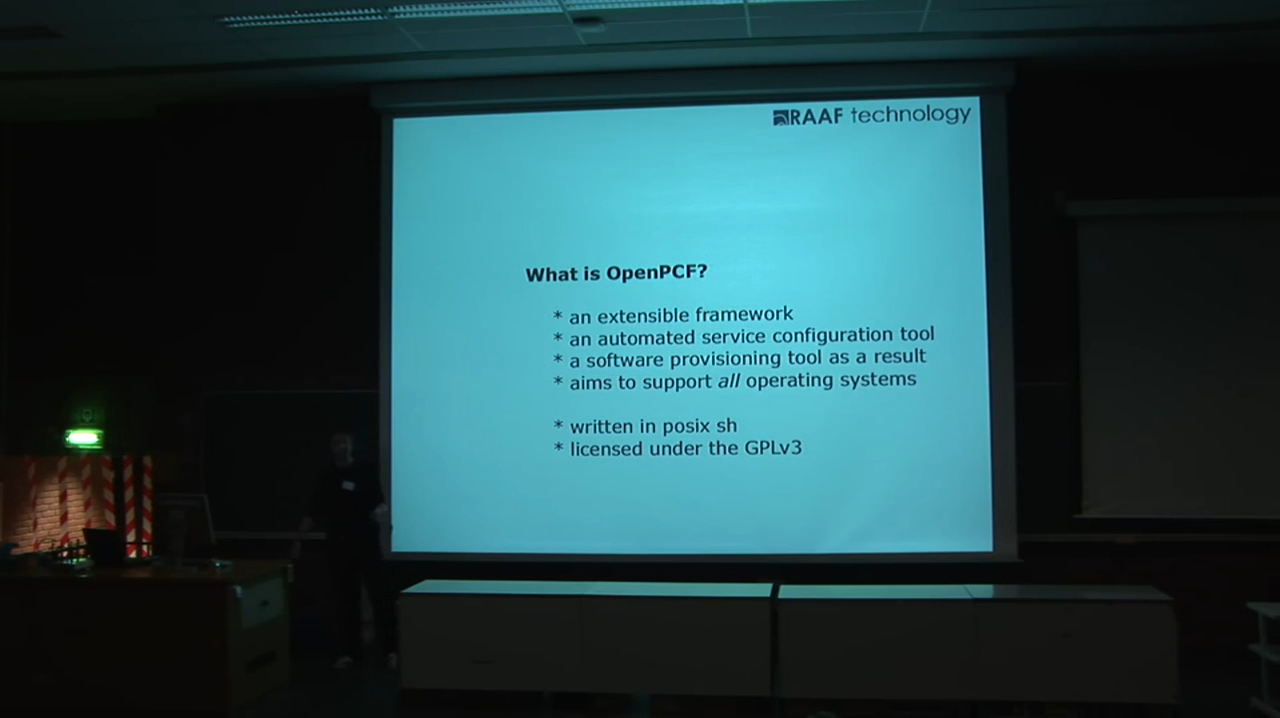 RAAF technology
What is OpenPCF?
* an extensible framework
* an automated service configuration tool
* a software provisioning tool as a result
* aims to support all operating systems
* written in posix sh
* licensed under the GPLv3